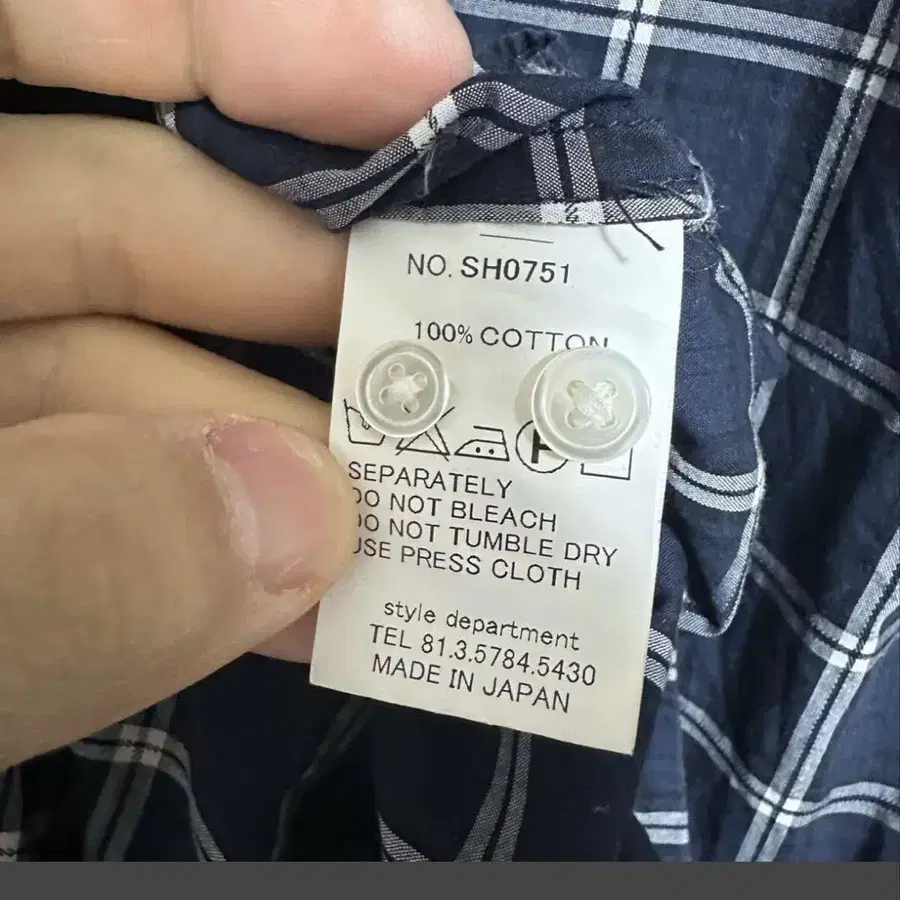 NO. SH0751
100% COTTON
P
SEPARATELY
DO NOT BLEACH
DO NOT TUMBLE DRY
USE PRESS CLOTH
style department
TEL 81.3.5784.5430
MADE IN JAPAN